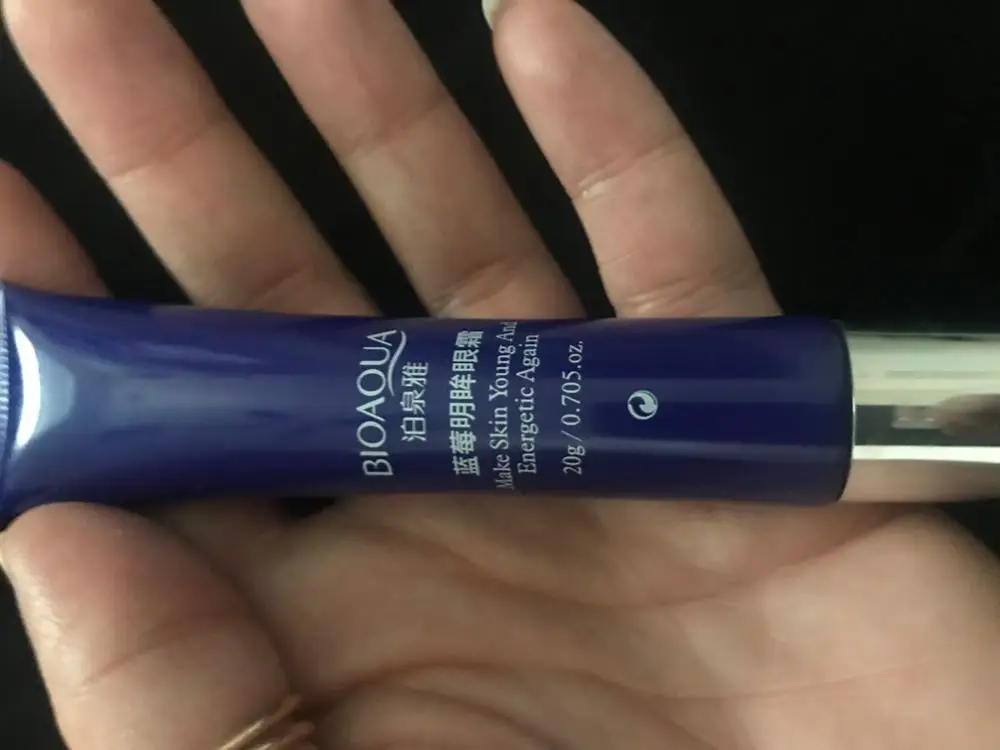 BIOAQUA
泊泉雅
蓝莓明眸眼霜
Make Skin Young And
Energetic Again
20g / 0.705.oz.